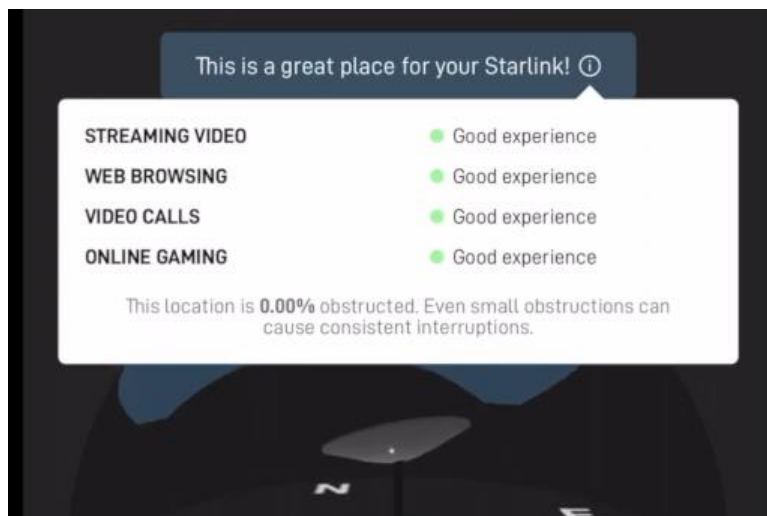 This is a great place for your Starlink! ⓘ
STREAMING VIDEO Good experience
WEB BROWSING Good experience
VIDEO CALLS Good experience
ONLINE GAMING Good experience
This location is 0.00% obstructed. Even small obstructions can
cause consistent interruptions.
N
E